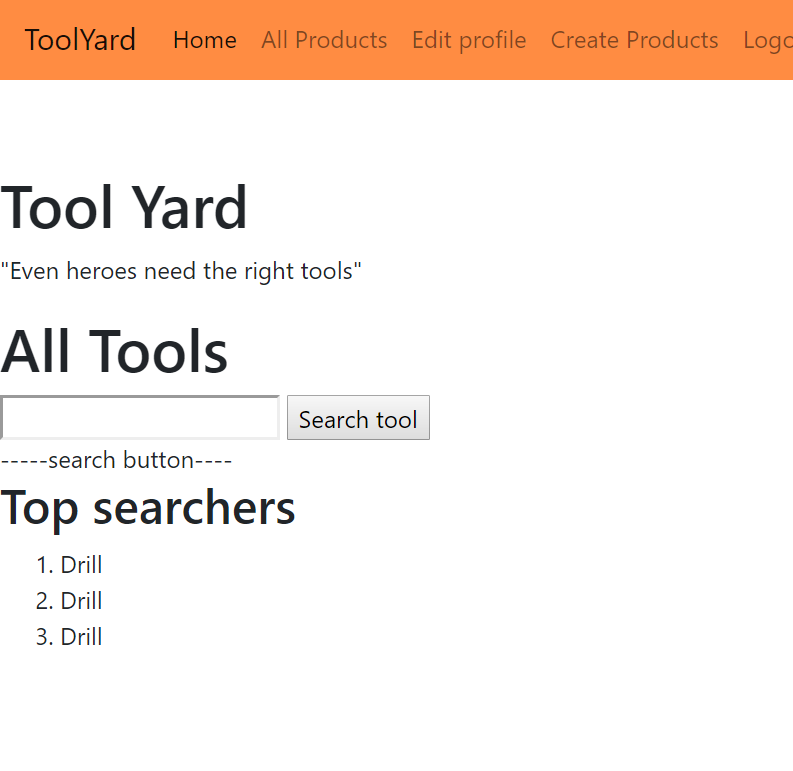 ToolYard Home All Products Edit profile Create Products Logo
Tool Yard
"Even heroes need the right tools"
All Tools
Search tool
-----search button----
Top searchers
1. Drill
2. Drill
3. Drill